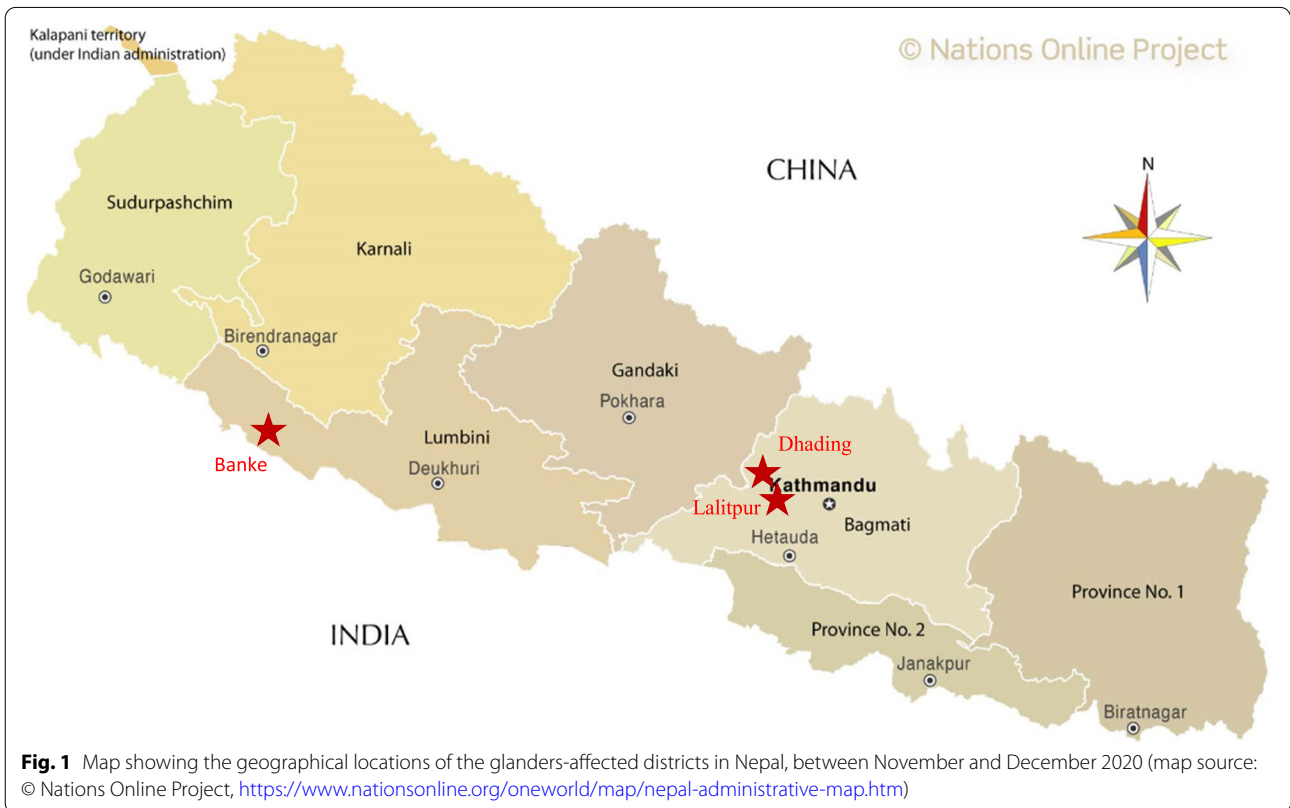 Kalapani territory
(under Indian administration)
© Nations Online Project
CHINA
N
Sudurpashchim
Karnali
Godawari
Birendranagar
Gandaki
Pokhara
Lumbini
Dhading
Banke
Deukhuri
Kathmandu
Lalitpur
Bagmati
Hetauda
Province No. 1
INDIA
Province No. 2
Janakpur
Biratnagar
Fig. 1 Map showing the geographical locations of the glanders-affected districts in Nepal, between November and December 2020 (map source:
© Nations Online Project, https://www.nationsonline.org/oneworld/map/nepal-administrative-map.htm)